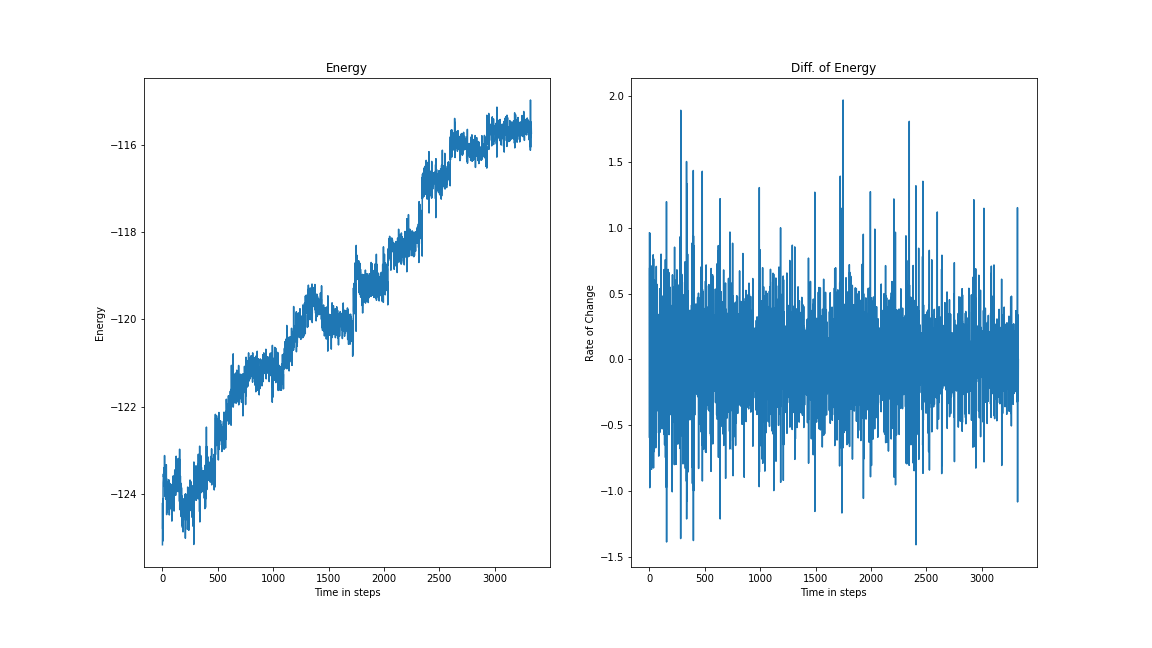 Energy
Energy
−116
−118
−120
−122
−124
0 500 1000 1500 2000 2500 3000
Time in steps
Diff. of Energy
Rate of Change
2.0
1.5
1.0
0.5
0.0
−0.5
−1.0
−1.5
0 500 1000 1500 2000 2500 3000
Time in steps